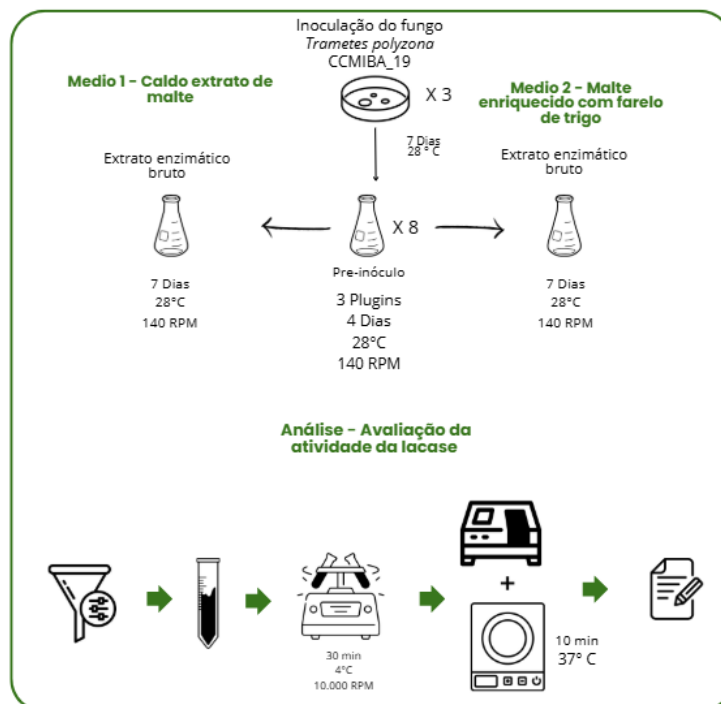 Inoculação do fungo
Trametes polyzona
CCMIBA_19
Medio 1 - Caldo extrato de
malte
X 3
Medio 2 - Malte
enriquecido com farelo
de trigo
7 Dias
28 ° C
Extrato enzimático
bruto
Extrato enzimático
bruto
X 8
Pre-inóculo
7 Dias
28°C
140 RPM
3 Plugins
4 Dias
28°C
140 RPM
7 Dias
28°C
140 RPM
Análise - Avaliação da
atividade da lacase
+
30 min
4°C
10.000 RPM
10 min
37° C